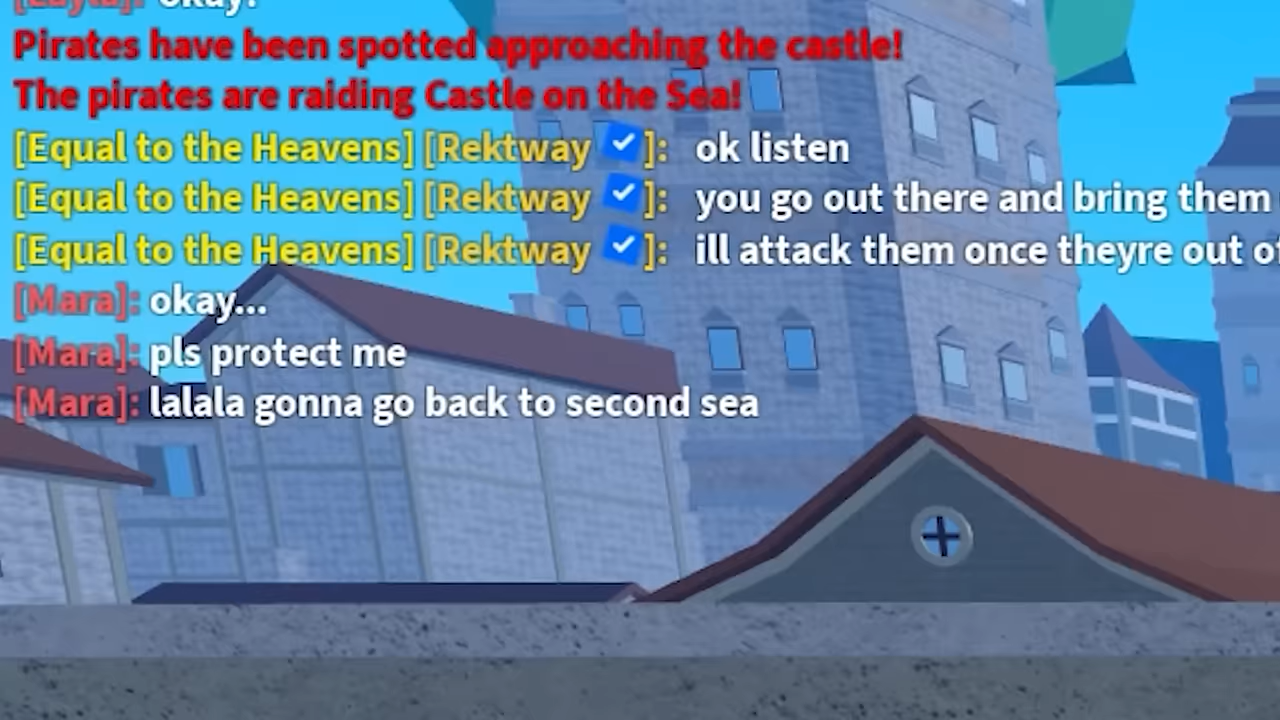 [Layla]: okay!
Pirates have been spotted approaching the castle!
The pirates are raiding Castle on the Sea!
[Equal to the Heavens] [Rektway ✓]: ok listen
[Equal to the Heavens] [Rektway ✓]: you go out there and bring them
[Equal to the Heavens] [Rektway ✓]: ill attack them once theyre out of
[Mara]: okay...
[Mara]: pls protect me
[Mara]: lalala gonna go back to second sea